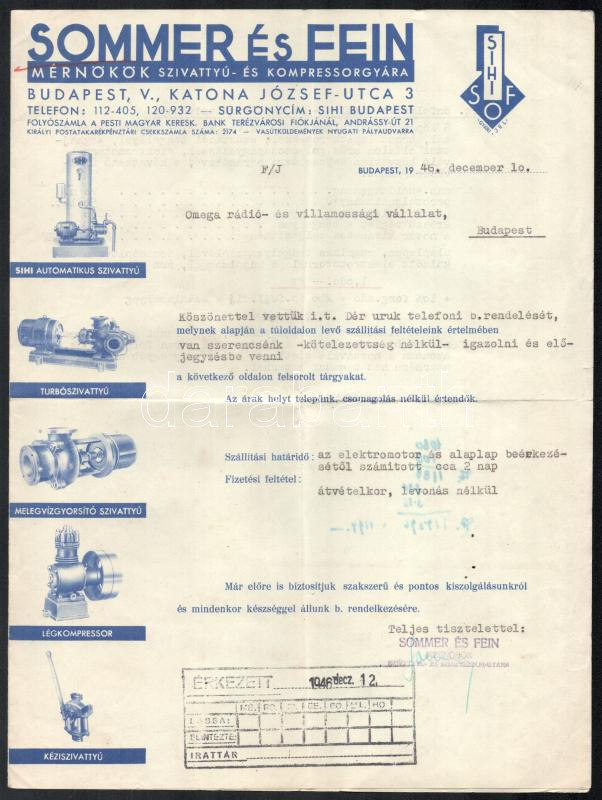 SOMMER ÉS FEIN
MÉRNÖKÖK SZIVATTYÚ- ÉS KOMPRESSORGYÁRA
BUDAPEST, V., KATONA JÓZSEF-UTCA 3
TELEFON: 112-405, 120-932 — SÜRGÖNYCÍM: SIHI BUDAPEST
FOLYÓSZÁMLA A PESTI MAGYAR KERESK. BANK TERÉZVÁROSI FIÓKJÁNÁL, ANDRÁSSY-ÚT 21
KIRÁLYI POSTATAKARÉKPÉNZTÁRI CSEKKSZÁMLA SZÁMA: 2174 — VASÚTKÜLDEMÉNYEK NYUGATI PÁLYAUDVARRA
SIHI
S O F
F/J BUDAPEST, 19 46. december 1o.
Omega rádió- és villamossági vállalat,
Budapest
SIHI AUTOMATIKUS SZIVATTYÚ
Köszönettel vettük i.t. Dér uruk telefoni b.rendelését,
melynek alapján a túloldalon levő szállítási feltételeink értelmében
van szerencsénk -kötelezettség nélkül- igazolni és elő-
jegyzésbe venni
a következő oldalon felsorolt tárgyakat.
TURBÓSZIVATTYÚ
Az árak helyt telepünk, csomagolás nélkül értendők.
darabanth
Szállítási határidő: az elektromotor és alaplap beérkezé-
sétől számított cca 2 nap
Fizetési feltétel:
átvételkor, levonás nélkül
MELEGVÍZGYORSÍTÓ SZIVATTYÚ
Már előre is biztosítjuk szakszerű és pontos kiszolgálásunkról
és mindenkor készséggel állunk b. rendelkezésére.
Teljes tisztelettel:
SOMMER ÉS FEIN
MÉRNÖKÖK
LÉGKOMPRESSOR
ÉRKEZETT 1946 decz. 12.
IRATTÁR
KÉZISZIVATTYÚ